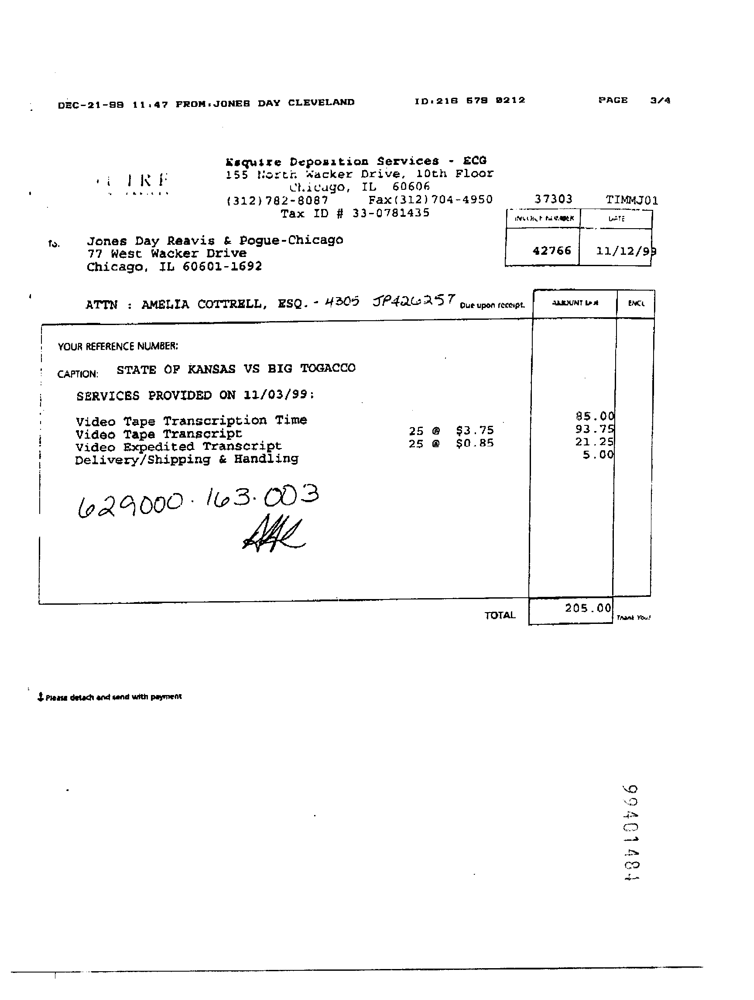 DEC-21-99 11:47 FROM:JONES DAY CLEVELAND ID:216 579 0212 PAGE 3/4
Esquire Deposition Services - ECG
155 North Wacker Drive, 10th Floor
Chicago, IL 60606
(312)782-8087 Fax(312)704-4950 37303 TIMMJ01
Tax ID # 33-0781435
INVOICE NUMBER DATE
To: Jones Day Reavis & Pogue-Chicago
42766 11/12/99
77 West Wacker Drive
Chicago, IL 60601-1692
ATTN : AMELIA COTTRELL, ESQ. - 4305 JP426257 Due upon receipt. AMOUNT DUE ENCL
YOUR REFERENCE NUMBER:
CAPTION: STATE OF KANSAS VS BIG TOGACCO
SERVICES PROVIDED ON 11/03/99:
Video Tape Transcription Time 85.00
Video Tape Transcript 25 @ $3.75 93.75
Video Expedited Transcript 25 @ $0.85 21.25
Delivery/Shipping & Handling 5.00
629000.163.003
TOTAL 205.00 Thank You!
Please detach and send with payment
99401484